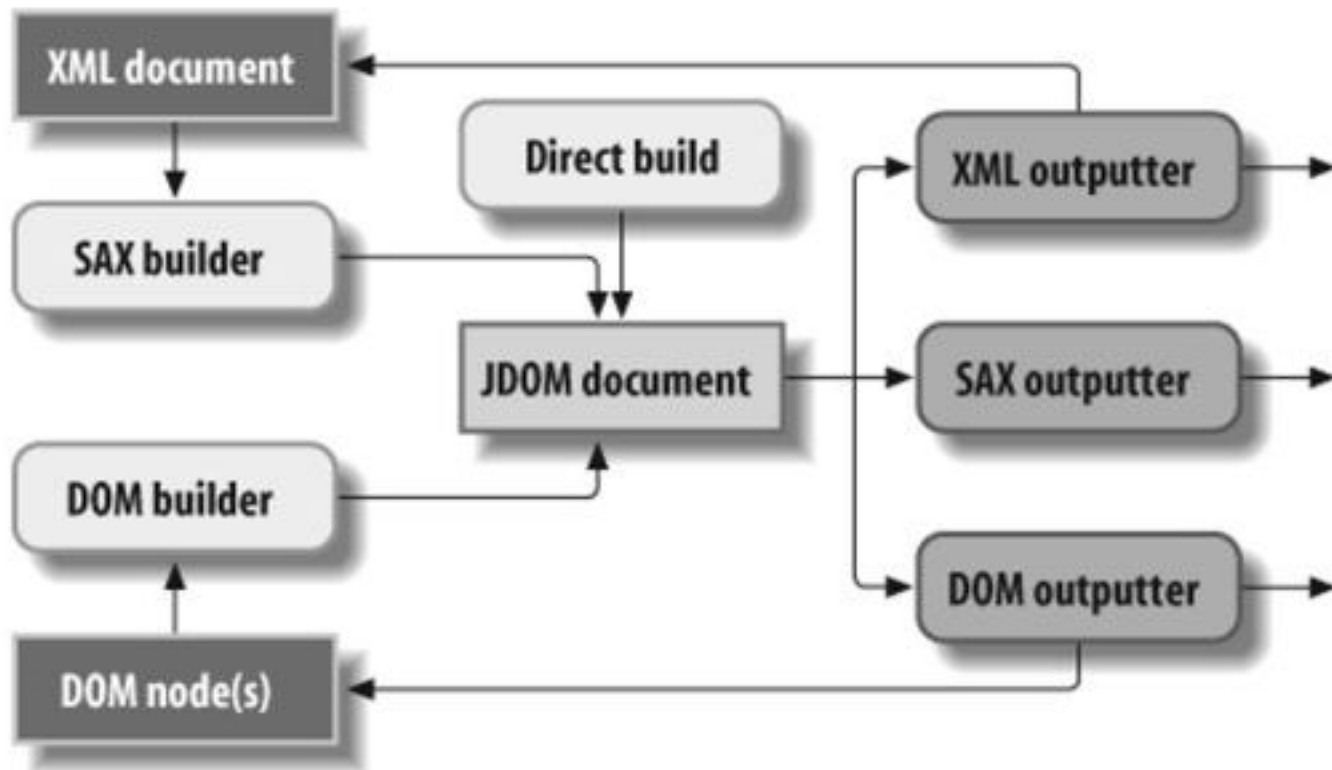 XML document
Direct build
XML outputter
SAX builder
JDOM document
SAX outputter
DOM builder
DOM outputter
DOM node(s)